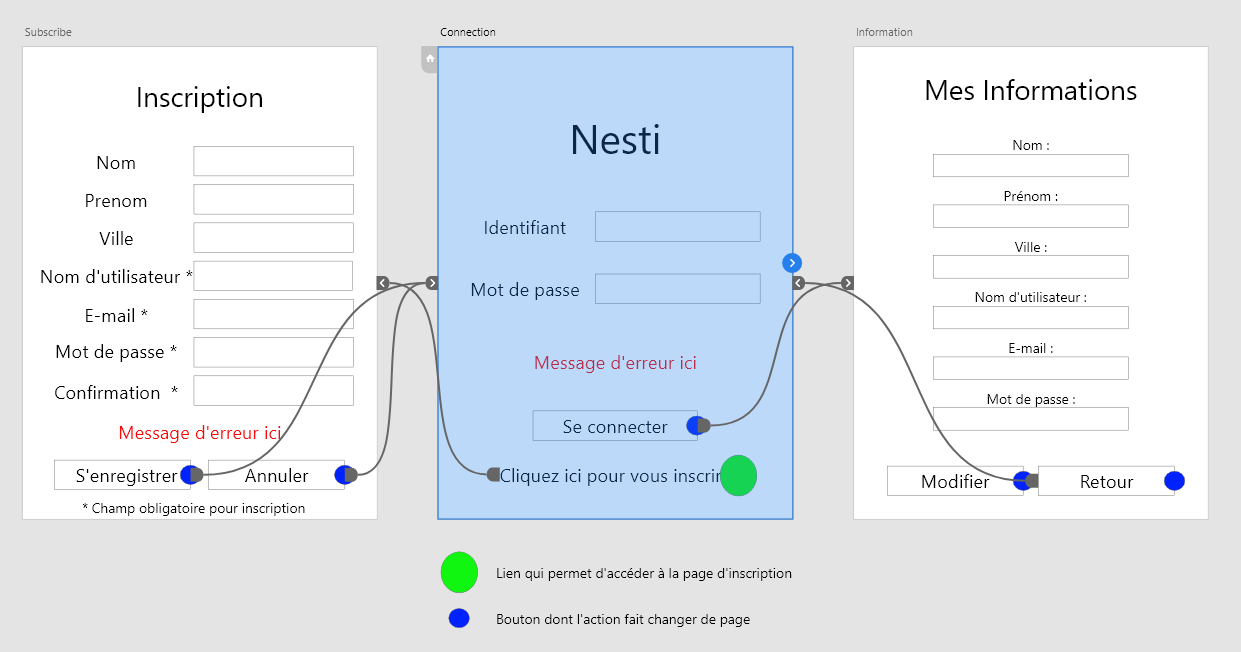 Subscribe
Inscription
Nom
Prenom
Ville
Nom d'utilisateur *
E-mail *
Mot de passe *
Confirmation *
Message d'erreur ici
S'enregistrer
Annuler
* Champ obligatoire pour inscription
Connection
Nesti
Identifiant
Mot de passe
Message d'erreur ici
Se connecter
Cliquez ici pour vous inscrir
Information
Mes Informations
Nom :
Prénom :
Ville :
Nom d'utilisateur :
E-mail :
Mot de passe :
Modifier
Retour
Lien qui permet d'accéder à la page d'inscription
Bouton dont l'action fait changer de page